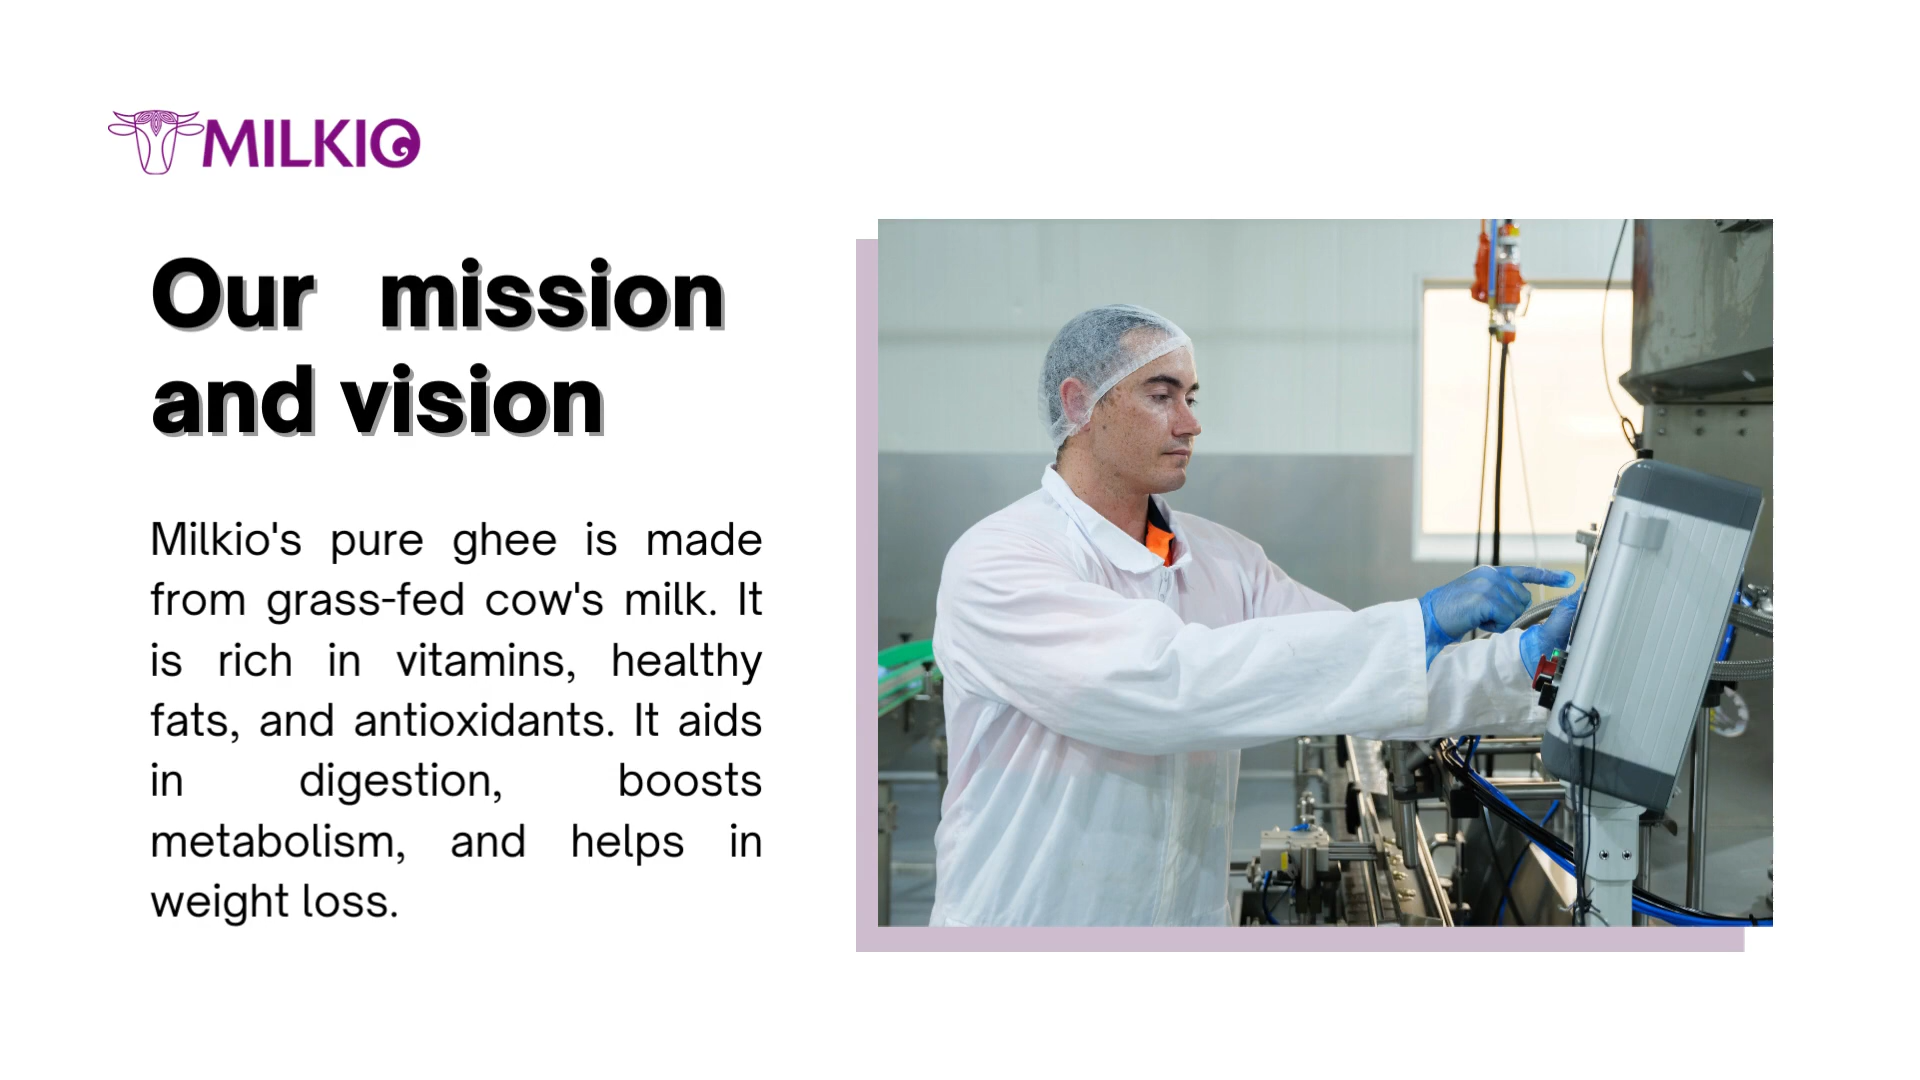 MILKIO
Our mission
and vision
Milkio's pure ghee is made
from grass-fed cow's milk. It
is rich in vitamins, healthy
fats, and antioxidants. It aids
in digestion, boosts
metabolism, and helps in
weight loss.